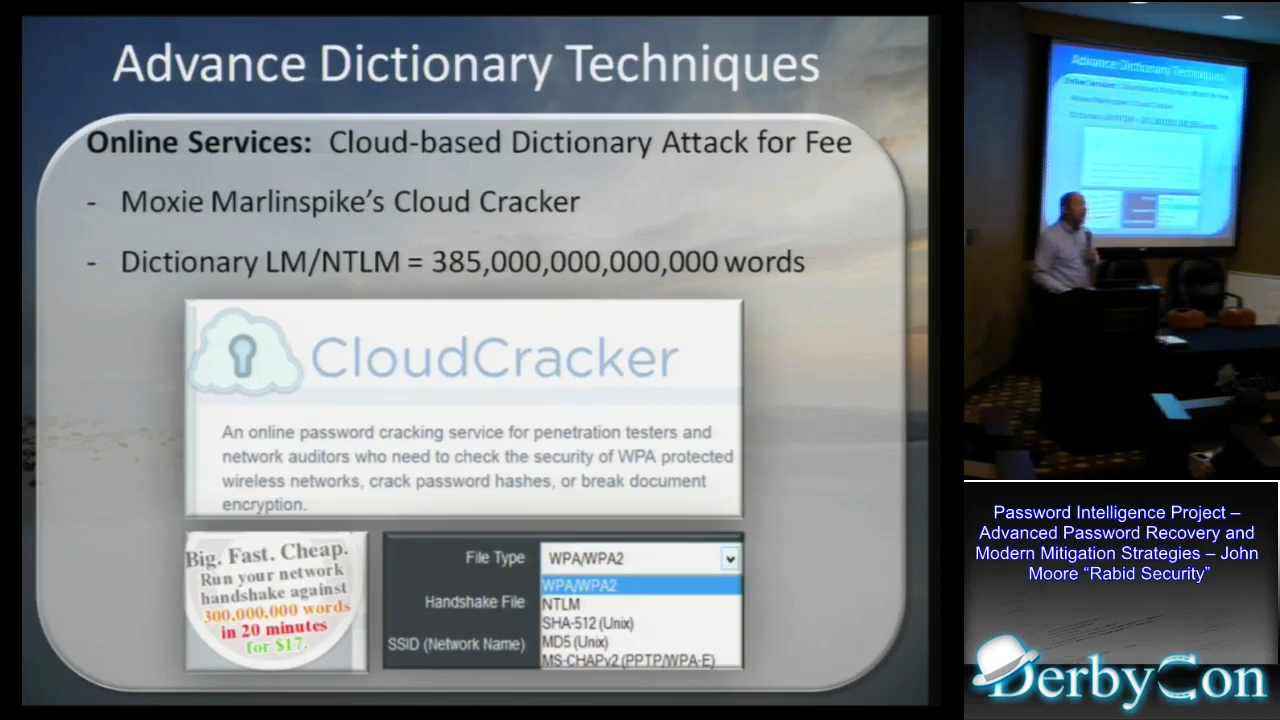 Advance Dictionary Techniques
Online Services: Cloud-based Dictionary Attack for Fee
- Moxie Marlinspike's Cloud Cracker
- Dictionary LM/NTLM = 385,000,000,000,000 words
CloudCracker
An online password cracking service for penetration testers and
network auditors who need to check the security of WPA protected
wireless networks, crack password hashes, or break document
encryption.
Big. Fast. Cheap.
Run your network
handshake against
300,000,000 words
in 20 minutes
for $17.
File Type WPA/WPA2
WPA/WPA2
NTLM
Handshake File
SHA-512 (Unix)
MD5 (Unix)
SSID (Network Name)
MS-CHAPv2 (PPTP/WPA-E)
Advance Dictionary Techniques
Password Intelligence Project –
Advanced Password Recovery and
Modern Mitigation Strategies – John
Moore “Rabid Security”
DerbyCon